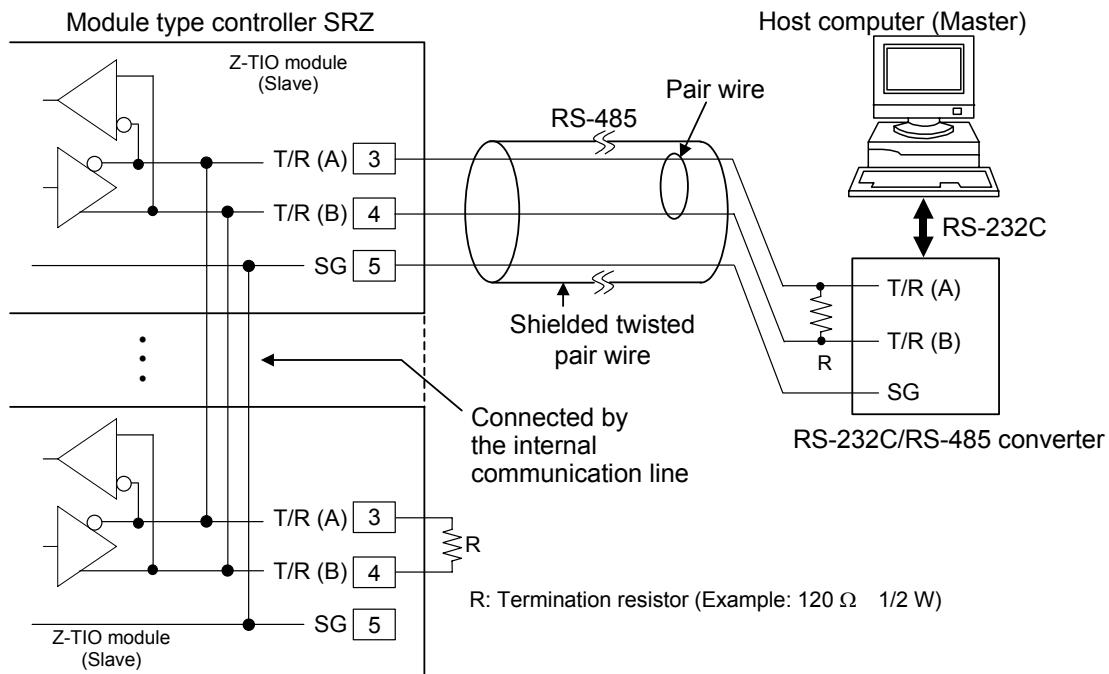 Module type controller SRZ
Host computer (Master)
Z-TIO module
(Slave)
Pair wire
RS-485
T/R (A) 3
T/R (B) 4
SG 5
RS-232C
Shielded twisted
pair wire
T/R (A)
T/R (B)
R
SG
RS-232C/RS-485 converter
Connected by
the internal
communication line
T/R (A) 3
R
T/R (B) 4
R: Termination resistor (Example: 120 Ω 1/2 W)
SG 5
Z-TIO module
(Slave)